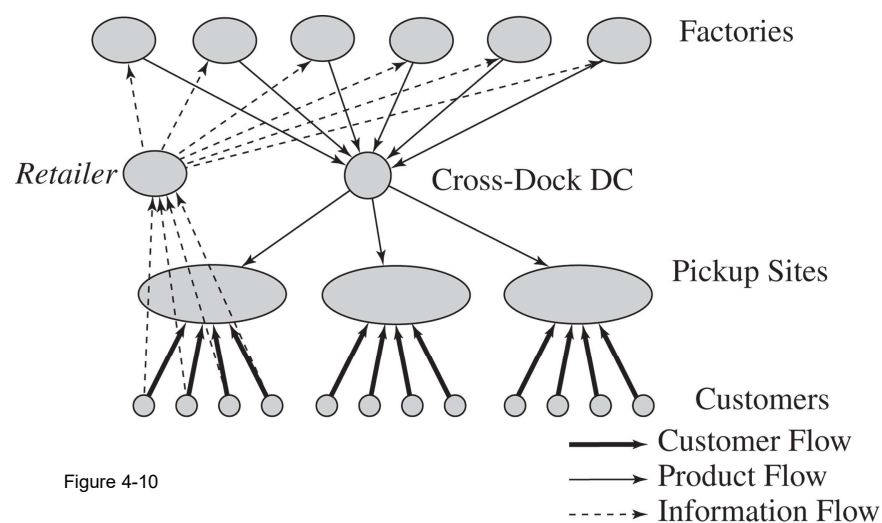 Factories
Retailer
Cross-Dock DC
Pickup Sites
Customers
Customer Flow
Product Flow
Information Flow
Figure 4-10